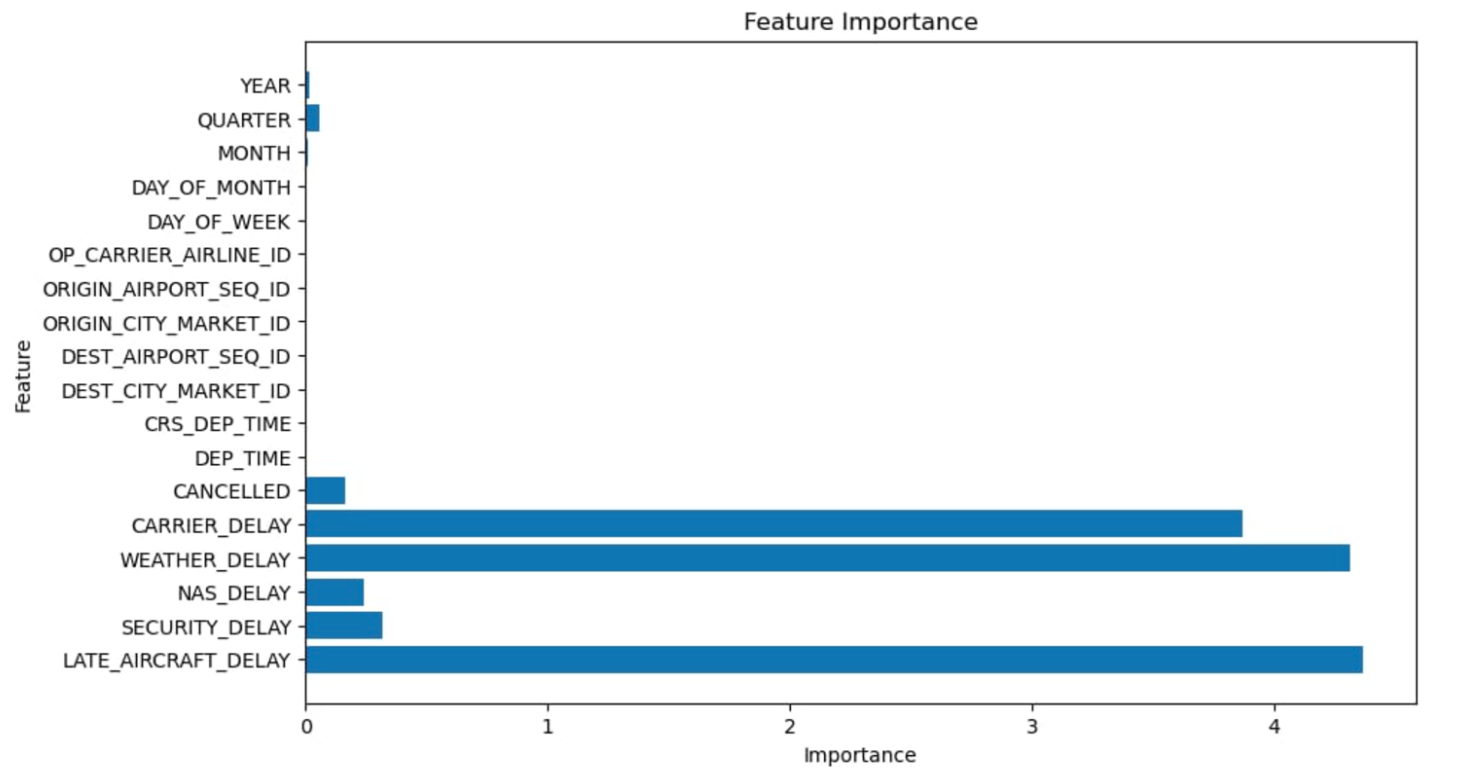 Feature Importance
YEAR
QUARTER
MONTH
DAY_OF_MONTH
DAY_OF_WEEK
OP_CARRIER_AIRLINE_ID
ORIGIN_AIRPORT_SEQ_ID
ORIGIN_CITY_MARKET_ID
DEST_AIRPORT_SEQ_ID
DEST_CITY_MARKET_ID
CRS_DEP_TIME
DEP_TIME
CANCELLED
CARRIER_DELAY
WEATHER_DELAY
NAS_DELAY
SECURITY_DELAY
LATE_AIRCRAFT_DELAY
Feature
0 1 2 3 4
Importance